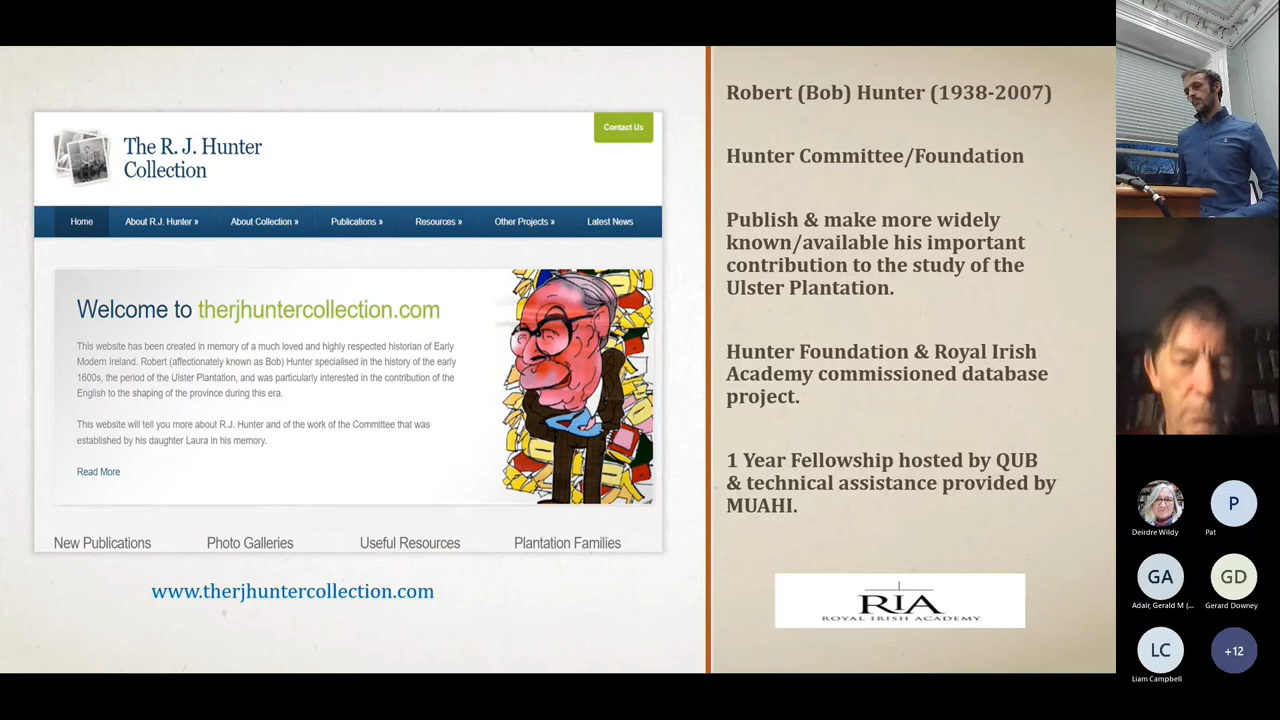 The R. J. Hunter
Collection
Contact Us
Home
About R.J. Hunter »
About Collection »
Publications »
Resources »
Other Projects »
Latest News
Welcome to therjhuntercollection.com
This website has been created in memory of a much loved and highly respected historian of Early
Modern Ireland. Robert (affectionately known as Bob) Hunter specialised in the history of the early
1600s, the period of the Ulster Plantation, and was particularly interested in the contribution of the
English to the shaping of the province during this era.
This website will tell you more about R.J. Hunter and of the work of the Committee that was
established by his daughter Laura in his memory.
Read More
New Publications
Photo Galleries
Useful Resources
Plantation Families
www.therjhuntercollection.com
Robert (Bob) Hunter (1938-2007)
Hunter Committee/Foundation
Publish & make more widely
known/available his important
contribution to the study of the
Ulster Plantation.
Hunter Foundation & Royal Irish
Academy commissioned database
project.
1 Year Fellowship hosted by QUB
& technical assistance provided by
MUAHI.
RIA
ROYAL IRISH ACADEMY
Deirdre Wildy
P
Pat
GA
Adair, Gerald M (...
GD
Gerard Downey
LC
Liam Campbell
+12